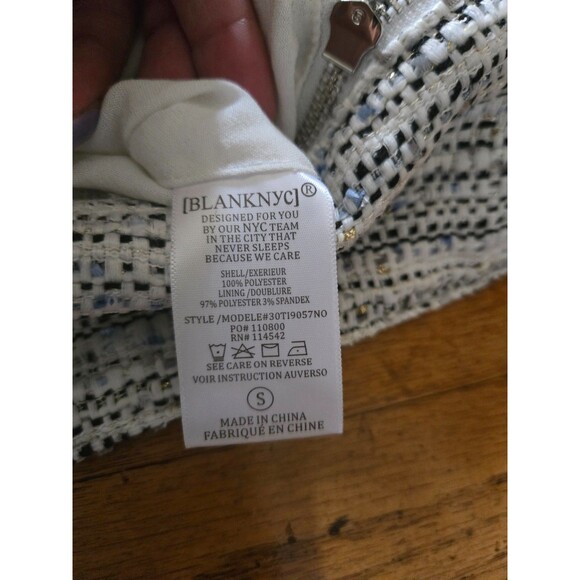 [BLANKNYC]®
DESIGNED FOR YOU
BY OUR NYC TEAM
IN THE CITY THAT
NEVER SLEEPS
BECAUSE WE CARE
SHELL/EXERIEUR
100% POLYESTER
LINING/DOUBLURE
97% POLYESTER 3% SPANDEX
STYLE /MODELE#30TI9057NO
PO# 110800
RN# 114542
SEE CARE ON REVERSE
VOIR INSTRUCTION AUVERSO
S
MADE IN CHINA
FABRIQUÉ EN CHINE